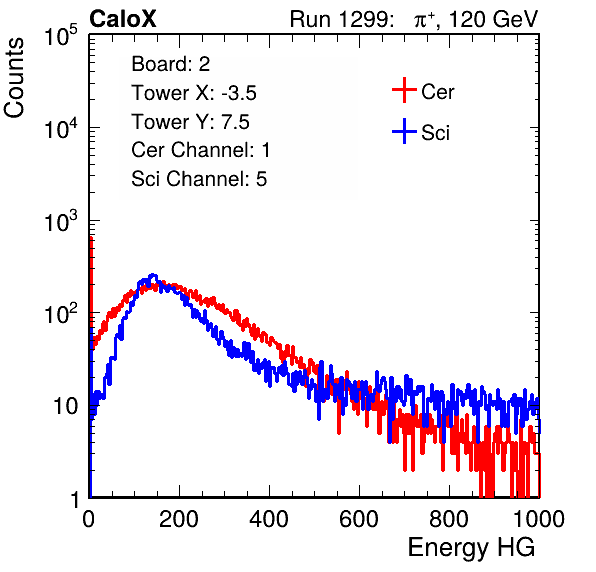 CaloX Run 1299: π⁺, 120 GeV
Counts
10⁵
10⁴
10³
10²
10
1
Board: 2
Tower X: -3.5
Tower Y: 7.5
Cer Channel: 1
Sci Channel: 5
Cer
Sci
0 200 400 600 800 1000
Energy HG